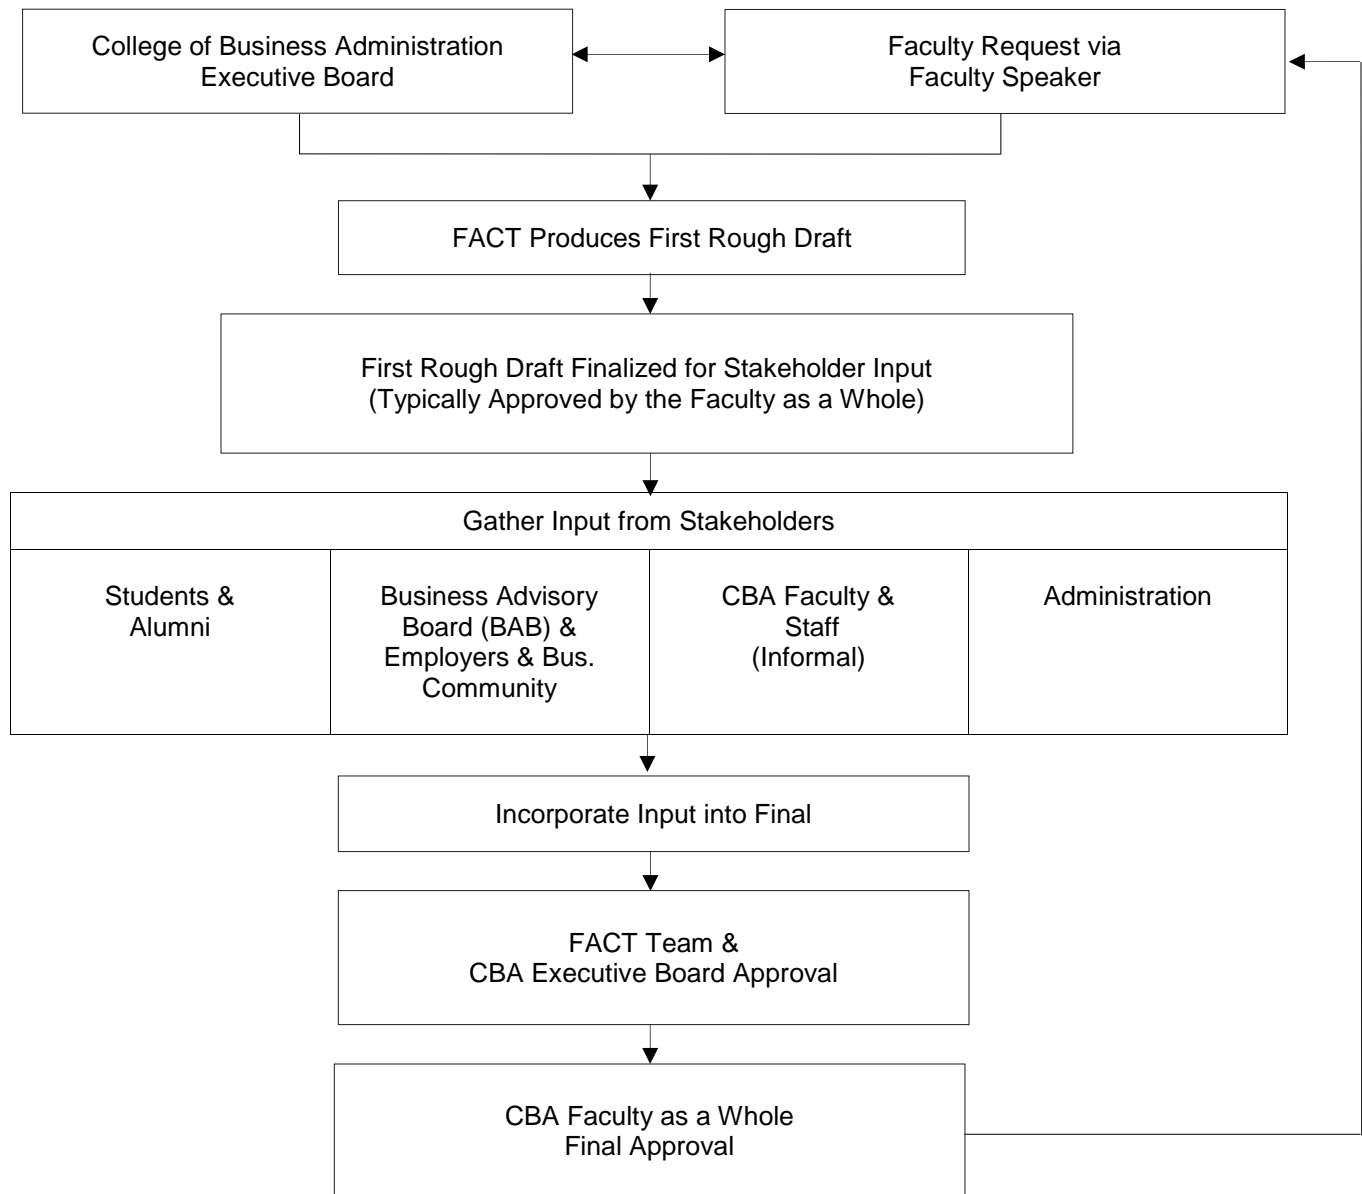 College of Business Administration
Executive Board
Faculty Request via
Faculty Speaker
FACT Produces First Rough Draft
First Rough Draft Finalized for Stakeholder Input
(Typically Approved by the Faculty as a Whole)
Gather Input from Stakeholders
Students &
Alumni
Business Advisory
Board (BAB) &
Employers & Bus.
Community
CBA Faculty &
Staff
(Informal)
Administration
Incorporate Input into Final
FACT Team &
CBA Executive Board Approval
CBA Faculty as a Whole
Final Approval